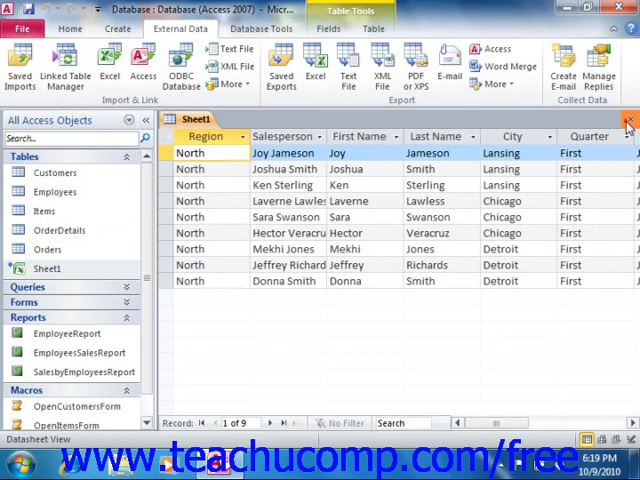 Database : Database (Access 2007) - Micr...
Table Tools
File Home Create External Data Database Tools Fields Table
Saved Imports
Linked Table Manager
Excel
Access
ODBC Database
Text File
XML File
More
Import & Link
Saved Exports
Excel
Text File
XML File
PDF or XPS
E-mail
Access
Word Merge
More
Export
Create E-mail
Manage Replies
Collect Data
All Access Objects
Search...
Tables
Customers
Employees
Items
OrderDetails
Orders
Sheet1
Queries
Forms
Reports
EmployeeReport
EmployeesSalesReport
SalesbyEmployeesReport
Macros
OpenCustomersForm
OpenItemsForm
Sheet1
Region Salesperson First Name Last Name City Quarter
North Joy Jameson Joy Jameson Lansing First
North Joshua Smith Joshua Smith Lansing First
North Ken Sterling Ken Sterling Lansing First
North Laverne Lawles Laverne Lawless Chicago First
North Sara Swanson Sara Swanson Chicago First
North Hector Veracru Hector Veracruz Chicago First
North Mekhi Jones Mekhi Jones Detroit First
North Jeffrey Richard Jeffrey Richards Detroit First
North Donna Smith Donna Smith Detroit First
Record: 1 of 9 No Filter Search
Datasheet View
www.teachucomp.com/free
6:19 PM
10/9/2010